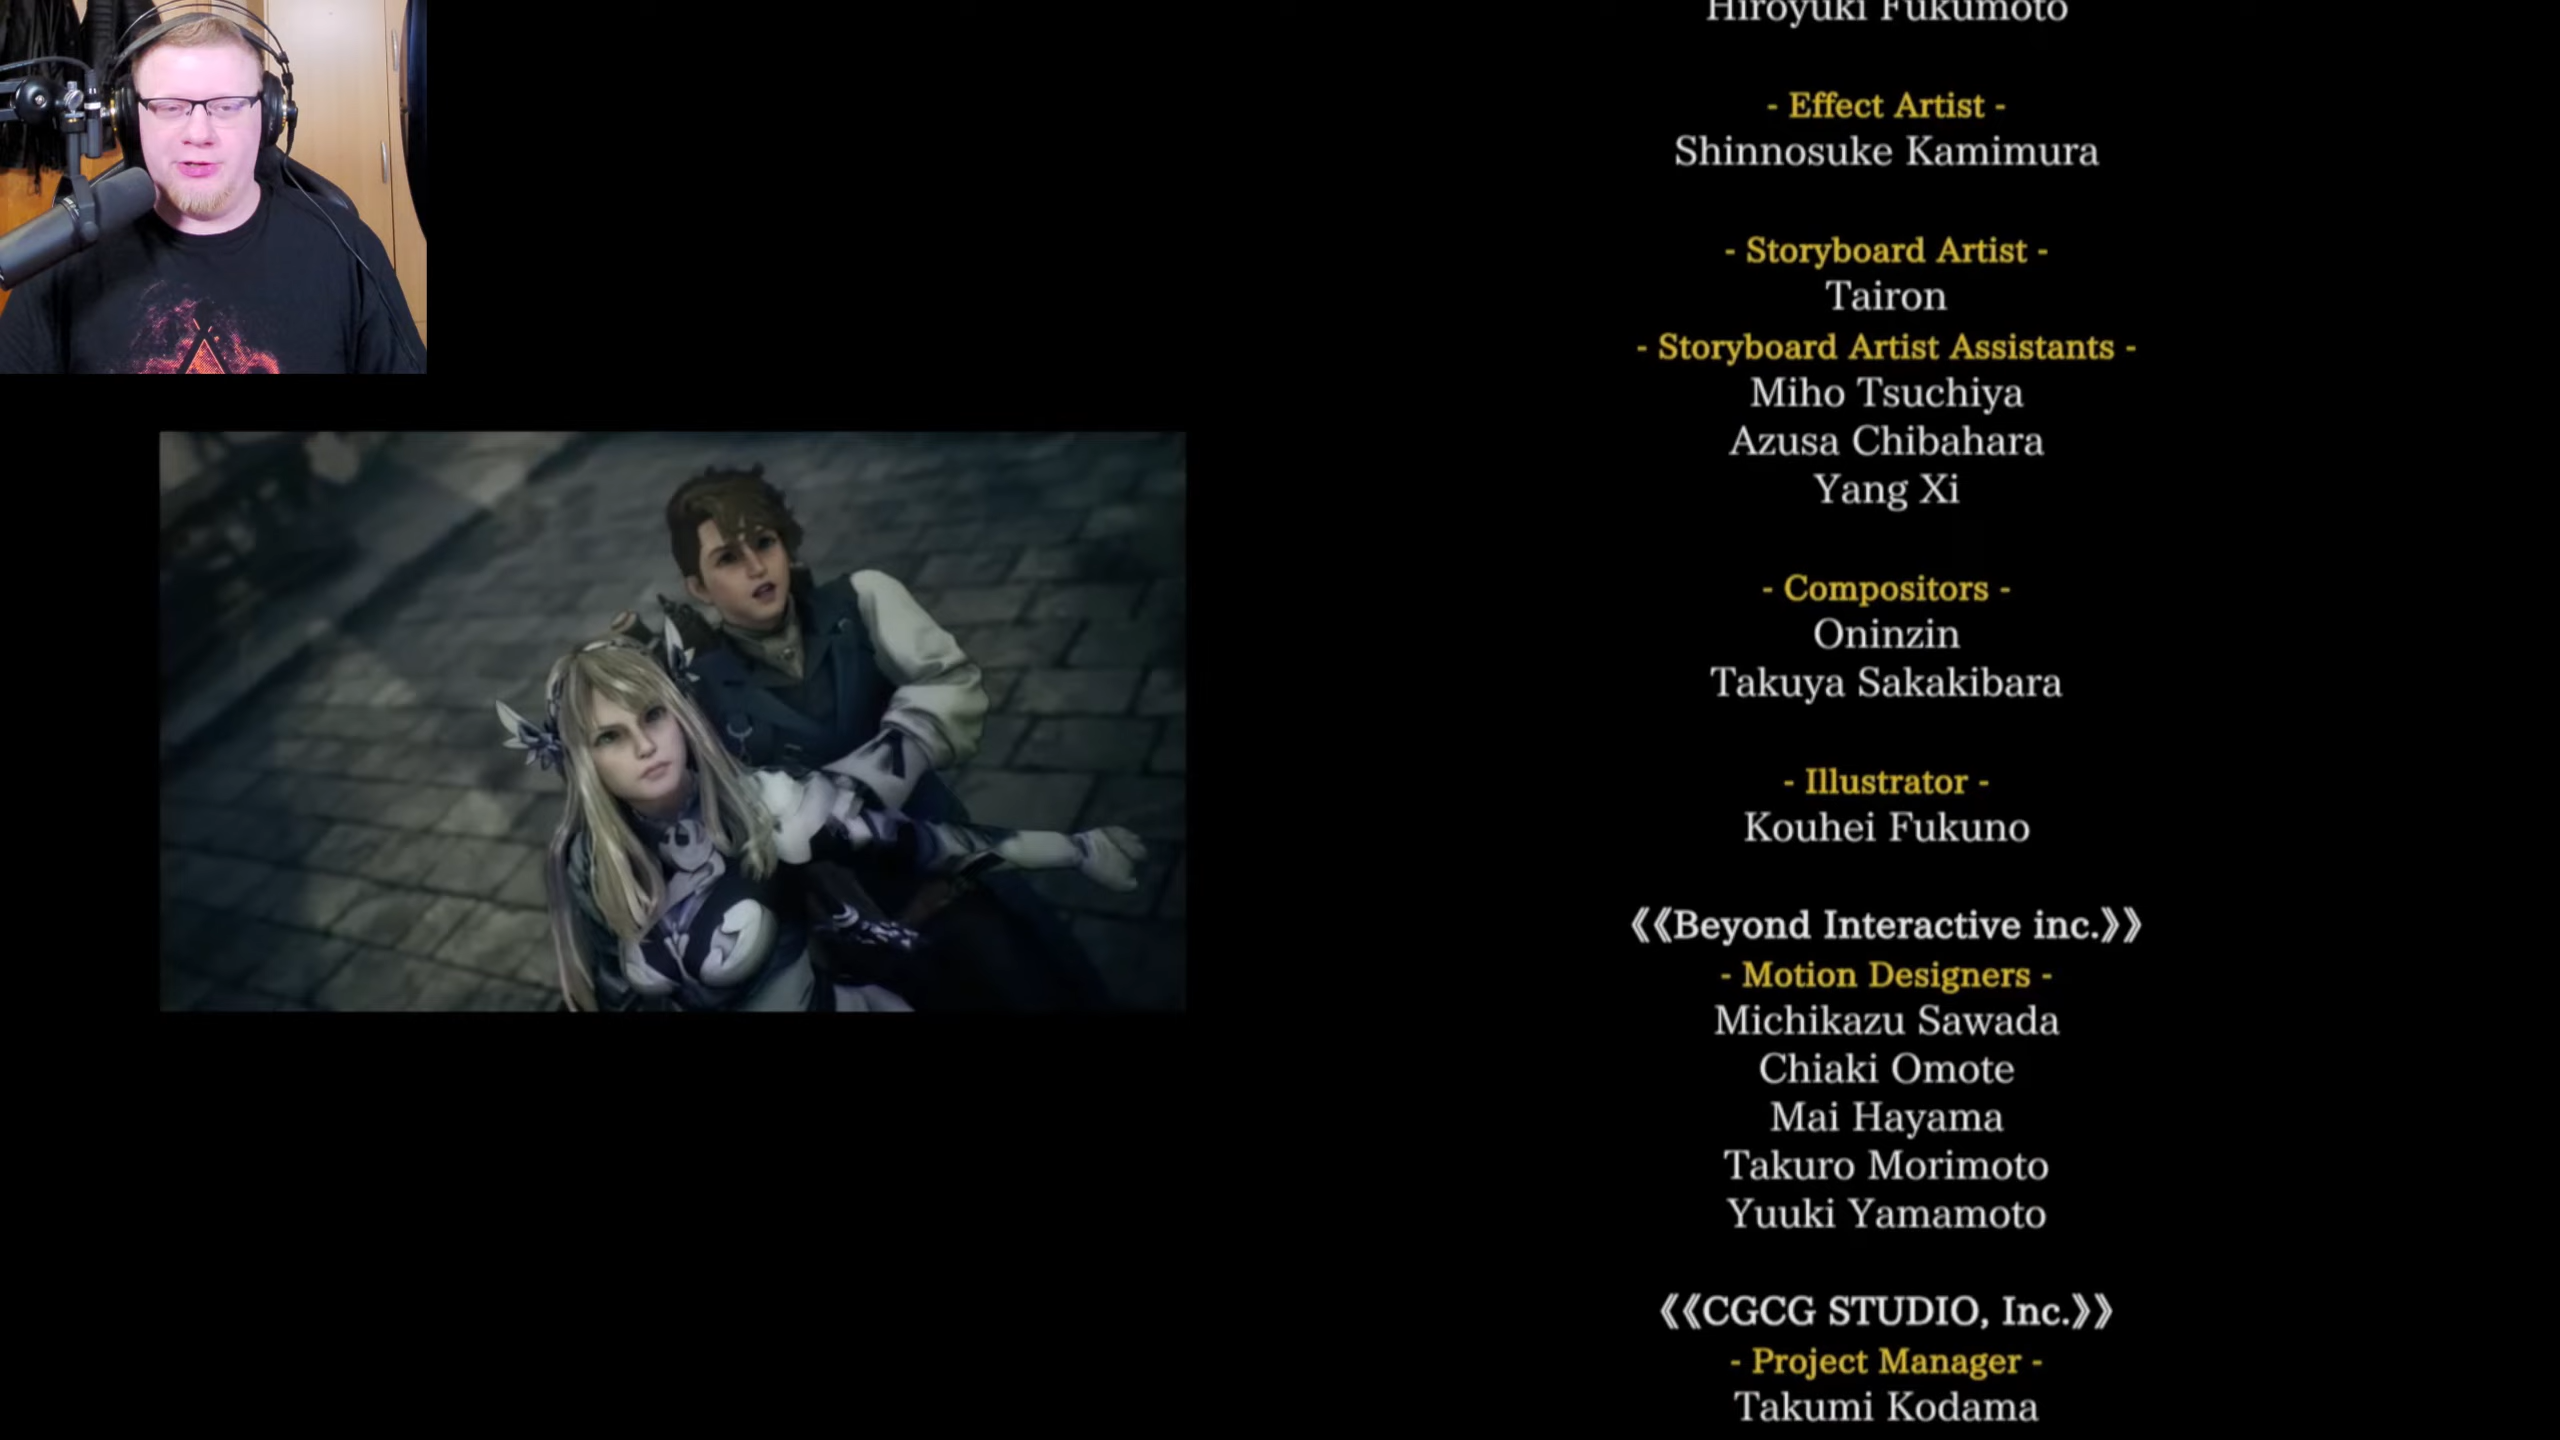 Hiroyuki Fukumoto
- Effect Artist -
Shinnosuke Kamimura
- Storyboard Artist -
Tairon
- Storyboard Artist Assistants -
Miho Tsuchiya
Azusa Chibahara
Yang Xi
- Compositors -
Oninzin
Takuya Sakakibara
- Illustrator -
Kouhei Fukuno
《《Beyond Interactive inc.》》
- Motion Designers -
Michikazu Sawada
Chiaki Omote
Mai Hayama
Takuro Morimoto
Yuuki Yamamoto
《《CGCG STUDIO, Inc.》》
- Project Manager -
Takumi Kodama